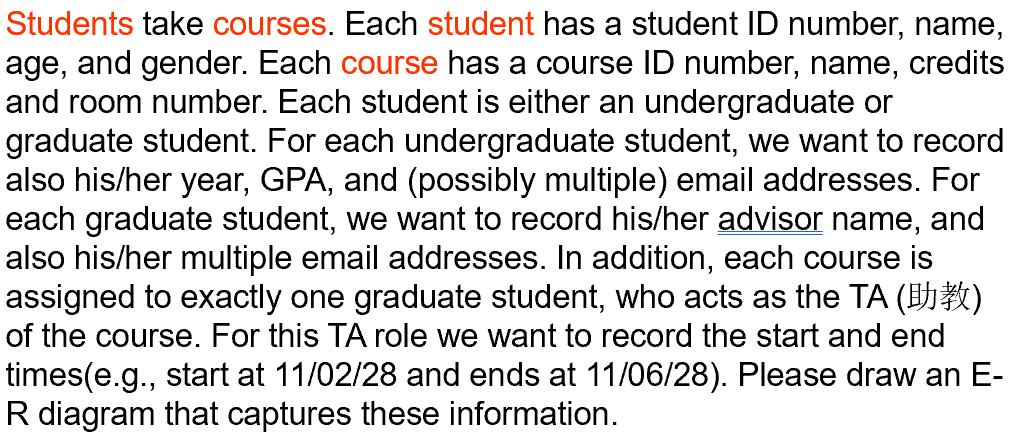 Students take courses. Each student has a student ID number, name,
age, and gender. Each course has a course ID number, name, credits
and room number. Each student is either an undergraduate or
graduate student. For each undergraduate student, we want to record
also his/her year, GPA, and (possibly multiple) email addresses. For
each graduate student, we want to record his/her advisor name, and
also his/her multiple email addresses. In addition, each course is
assigned to exactly one graduate student, who acts as the TA (助教)
of the course. For this TA role we want to record the start and end
times(e.g., start at 11/02/28 and ends at 11/06/28). Please draw an E-
R diagram that captures these information.